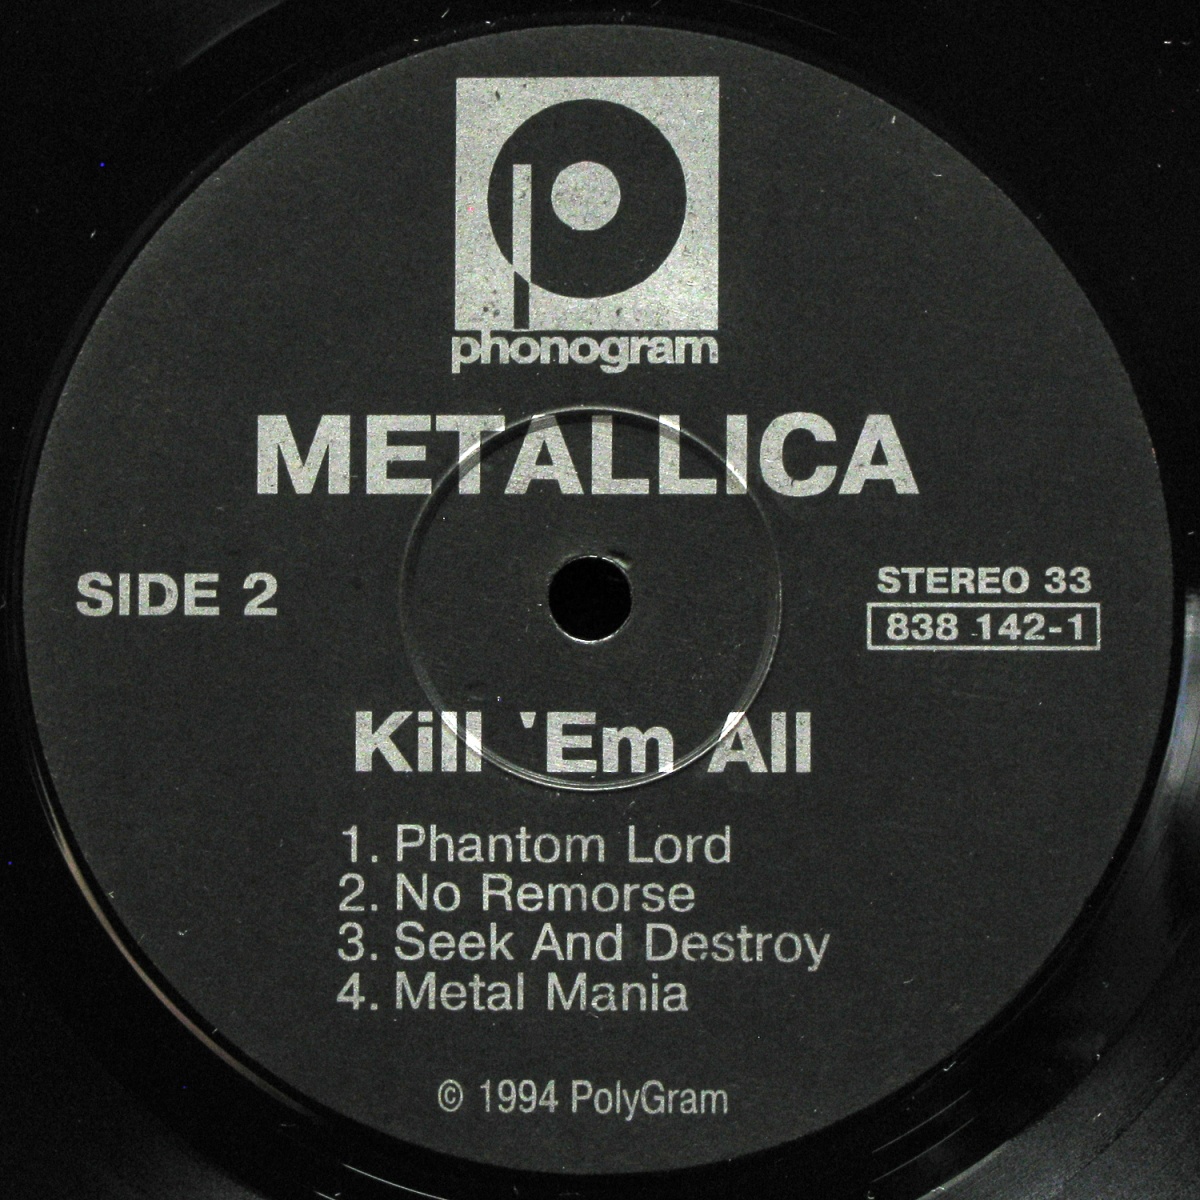 phonogram
METALLICA
SIDE 2
STEREO 33
838 142-1
Kill 'Em All
1. Phantom Lord
2. No Remorse
3. Seek And Destroy
4. Metal Mania
© 1994 PolyGram